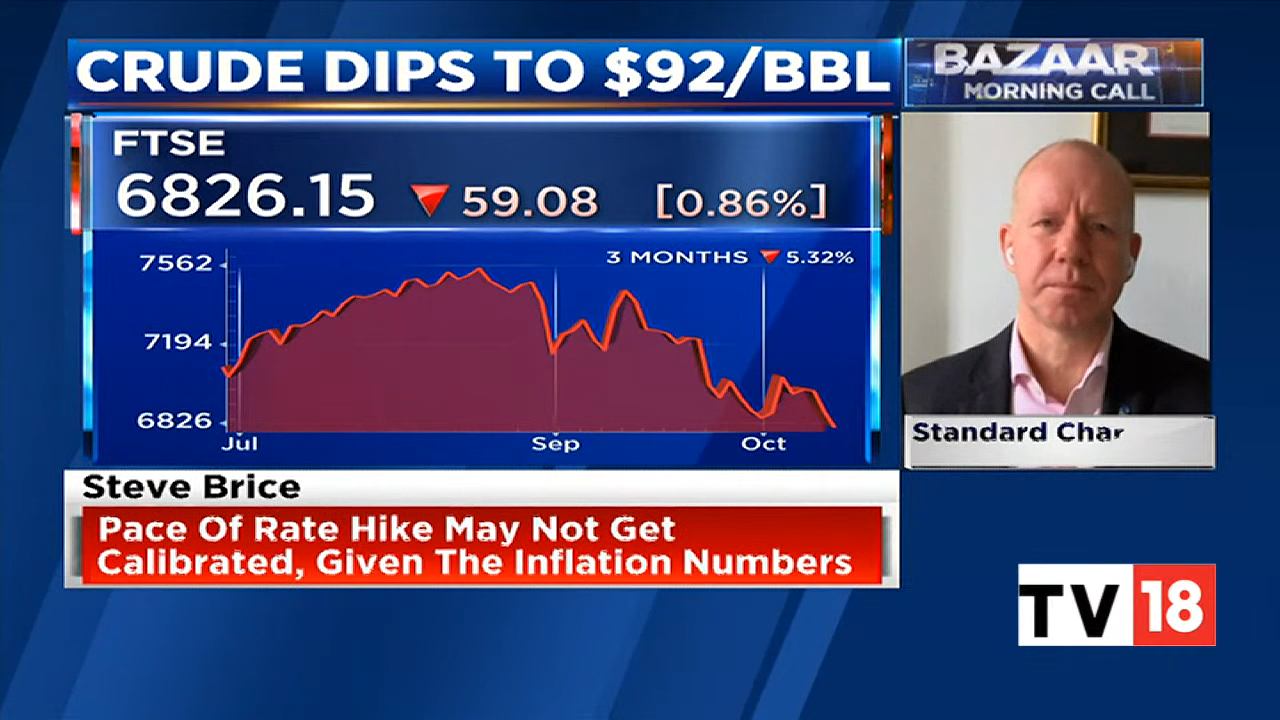 CRUDE DIPS TO $92/BBL
BAZAAR
MORNING CALL
FTSE
6826.15 ▼ 59.08 [0.86%]
3 MONTHS ▼ 5.32%
7562
7194
6826
Jul Sep Oct
Standard Char
Steve Brice
Pace Of Rate Hike May Not Get
Calibrated, Given The Inflation Numbers
TV18